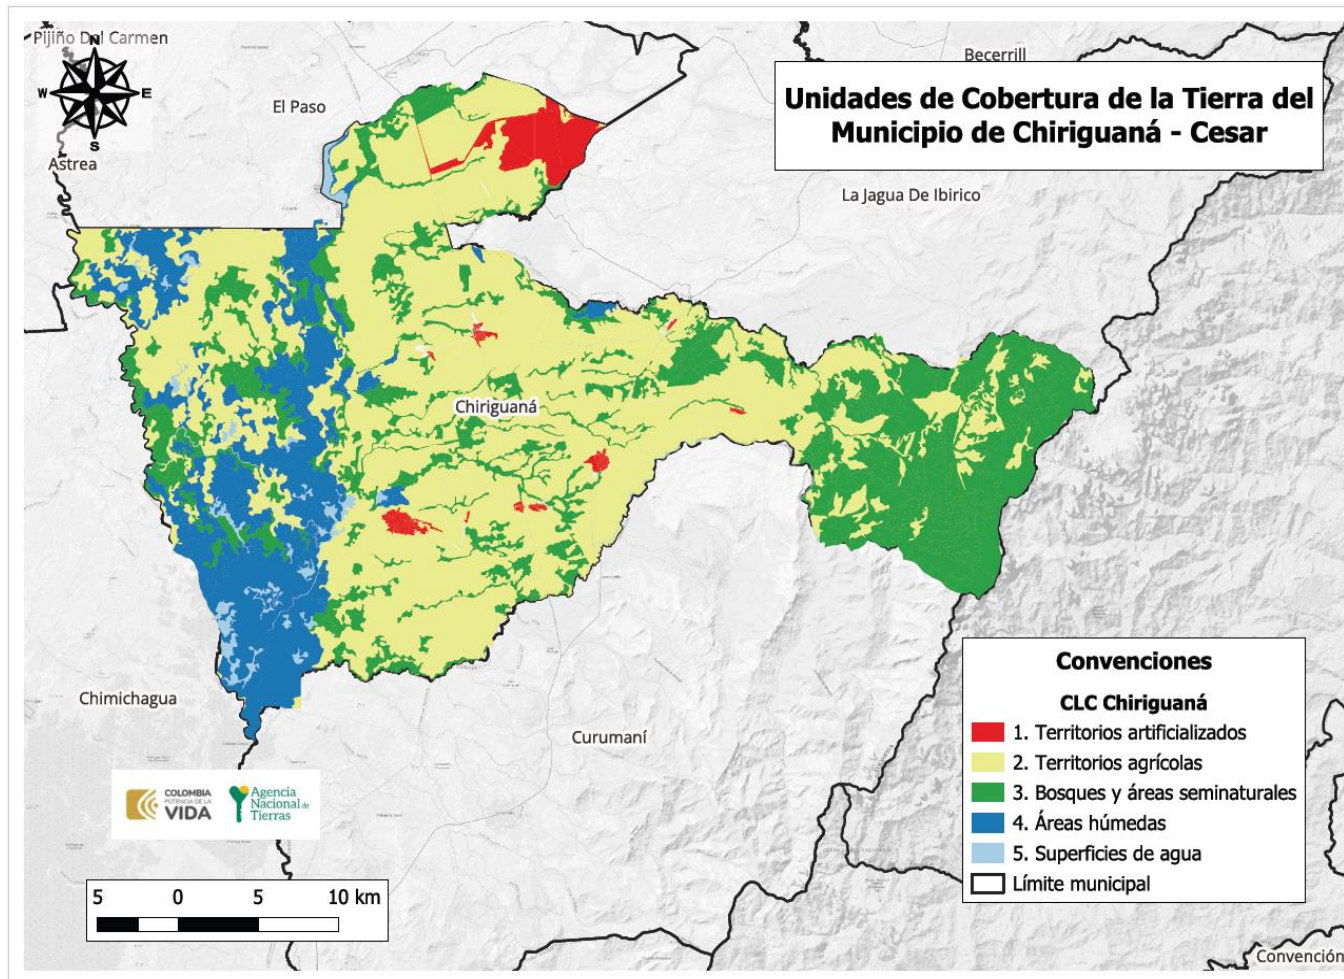 Pijiño Del Carmen
N
W
E
S
Astrea
El Paso
Becerrill
Unidades de Cobertura de la Tierra del
Municipio de Chiriguaná - Cesar
La Jagua De Ibirico
Chiriguaná
Chimichagua
Curumaní
Convenciones
CLC Chiriguaná
1. Territorios artificializados
2. Territorios agrícolas
3. Bosques y áreas seminaturales
4. Áreas húmedas
5. Superficies de agua
Límite municipal
COLOMBIA
POTENCIA DE LA
VIDA
Agencia
Nacional de
Tierras
5 0 5 10 km
Convención